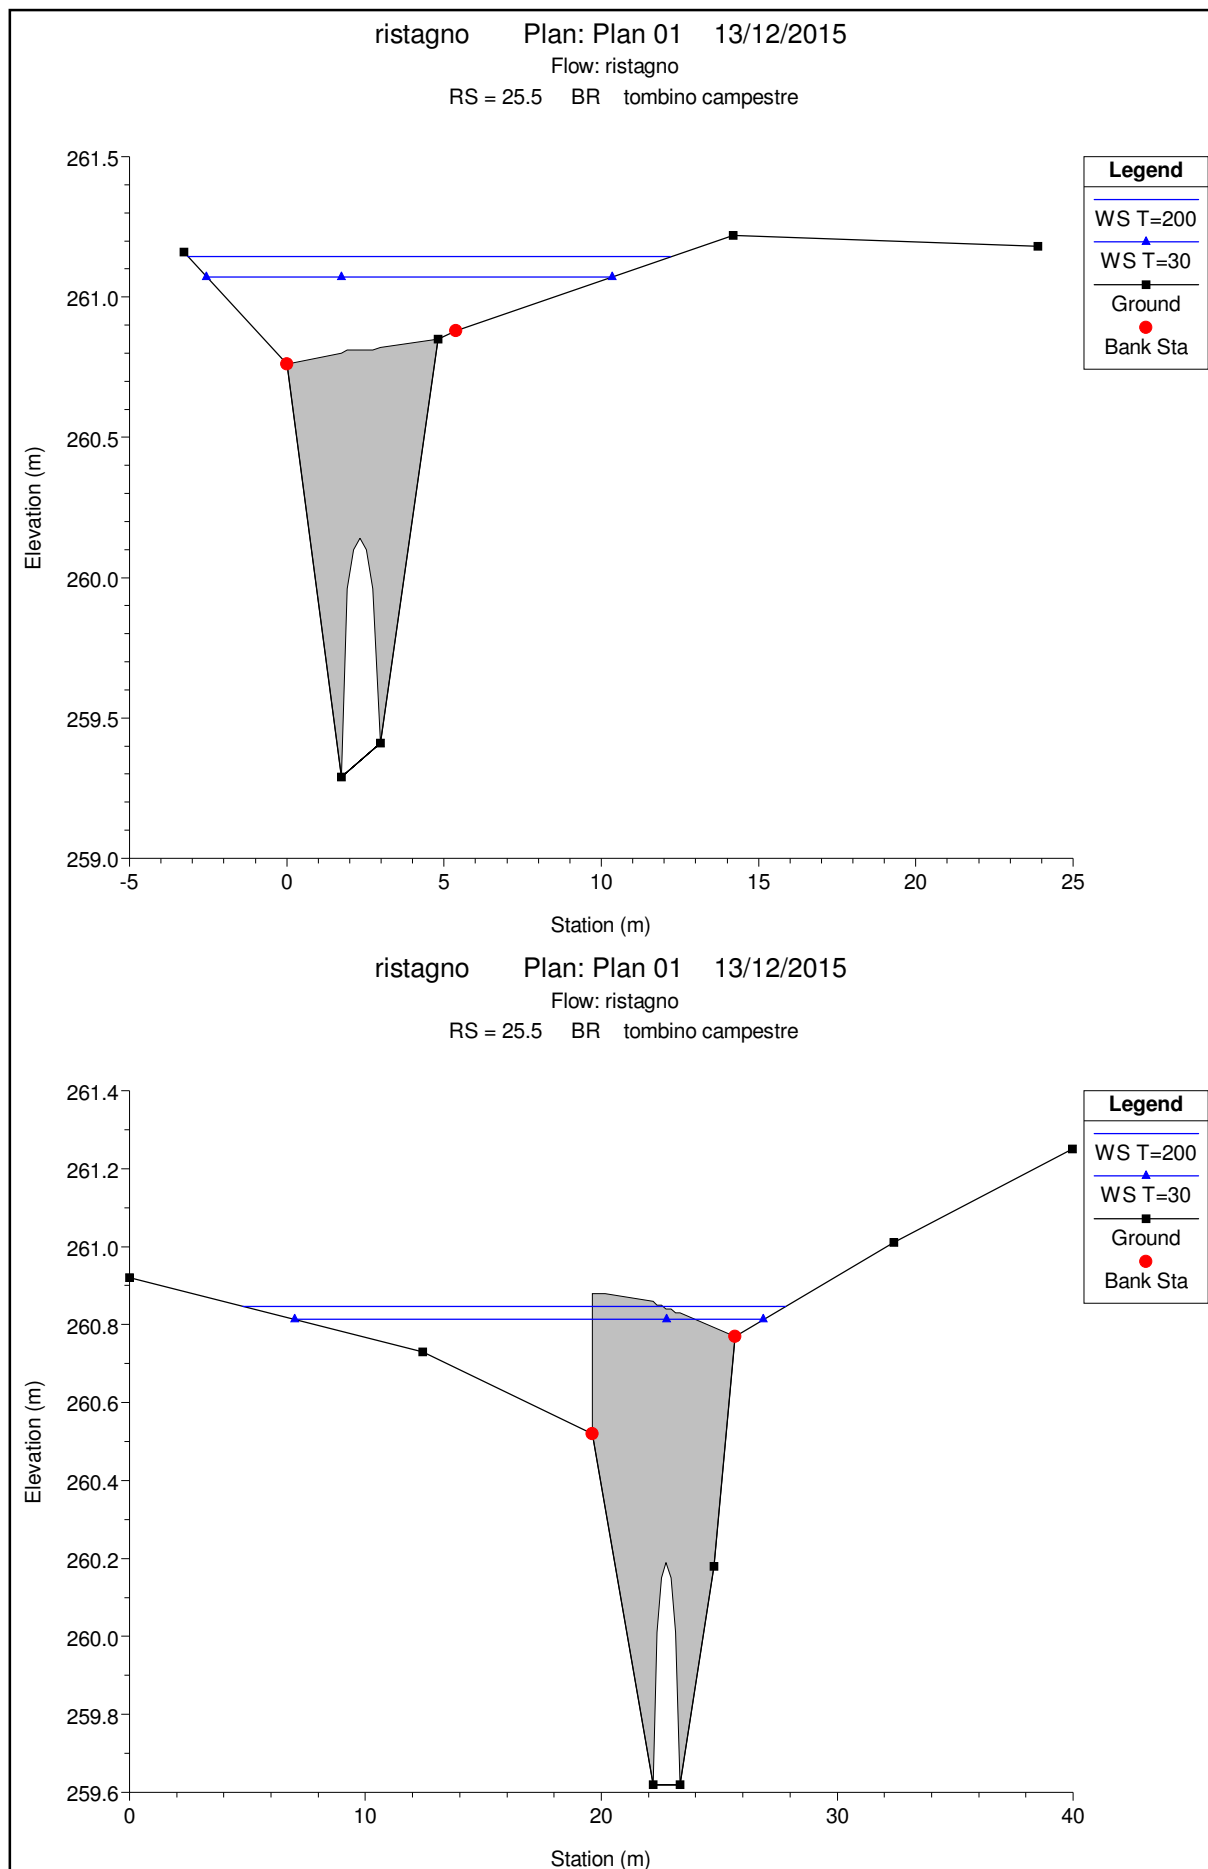 ristagno Plan: Plan 01 13/12/2015
Flow: ristagno
RS = 25.5 BR tombino campestre
261.5
261.0
260.5
260.0
259.5
259.0
Elevation (m)
-5 0 5 10 15 20 25
Station (m)
Legend
WS T=200
WS T=30
Ground
Bank Sta
ristagno Plan: Plan 01 13/12/2015
Flow: ristagno
RS = 25.5 BR tombino campestre
261.4
261.2
261.0
260.8
260.6
260.4
260.2
260.0
259.8
259.6
Elevation (m)
0 10 20 30 40
Station (m)
Legend
WS T=200
WS T=30
Ground
Bank Sta